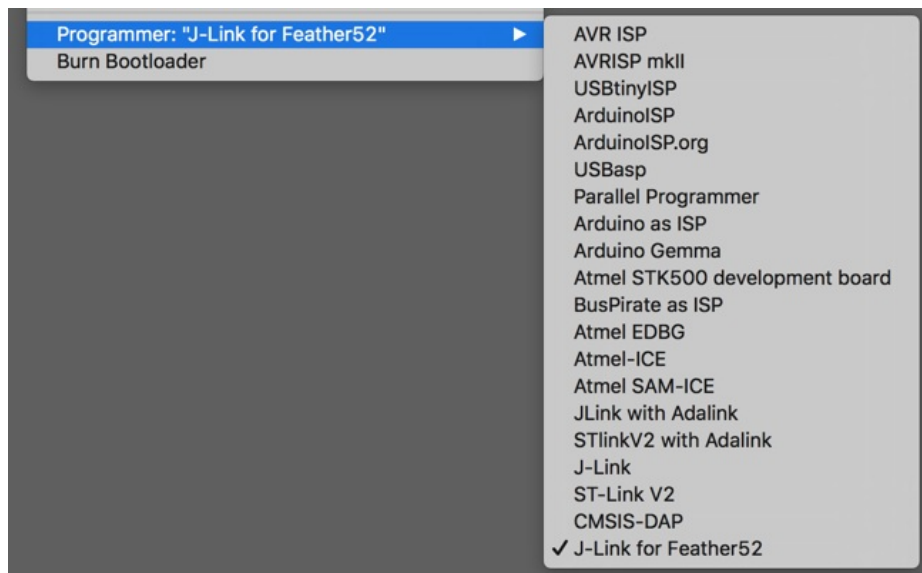 Programmer: "J-Link for Feather52"
Burn Bootloader
AVR ISP
AVRISP mkII
USBtinyISP
ArduinoISP
ArduinoISP.org
USBasp
Parallel Programmer
Arduino as ISP
Arduino Gemma
Atmel STK500 development board
BusPirate as ISP
Atmel EDBG
Atmel-ICE
Atmel SAM-ICE
JLink with Adalink
STlinkV2 with Adalink
J-Link
ST-Link V2
CMSIS-DAP
✓ J-Link for Feather52